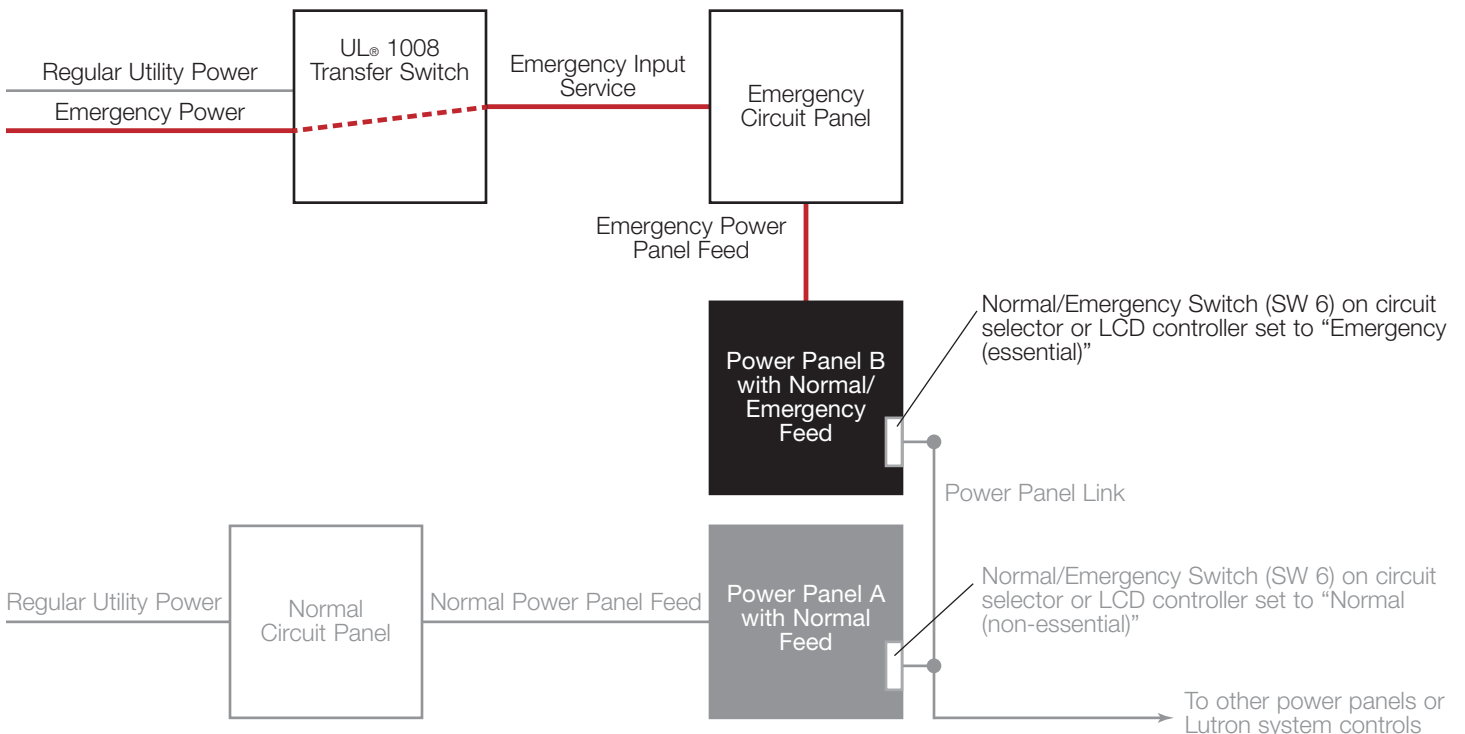 UL® 1008
Transfer Switch
Regular Utility Power
Emergency Power
Emergency Input
Service
Emergency
Circuit Panel
Emergency Power
Panel Feed
Normal/Emergency Switch (SW 6) on circuit
selector or LCD controller set to “Emergency
(essential)”
Power Panel B
with Normal/
Emergency
Feed
Power Panel Link
Regular Utility Power
Normal
Circuit Panel
Normal Power Panel Feed
Power Panel A
with Normal
Feed
Normal/Emergency Switch (SW 6) on circuit
selector or LCD controller set to “Normal
(non-essential)”
To other power panels or
Lutron system controls